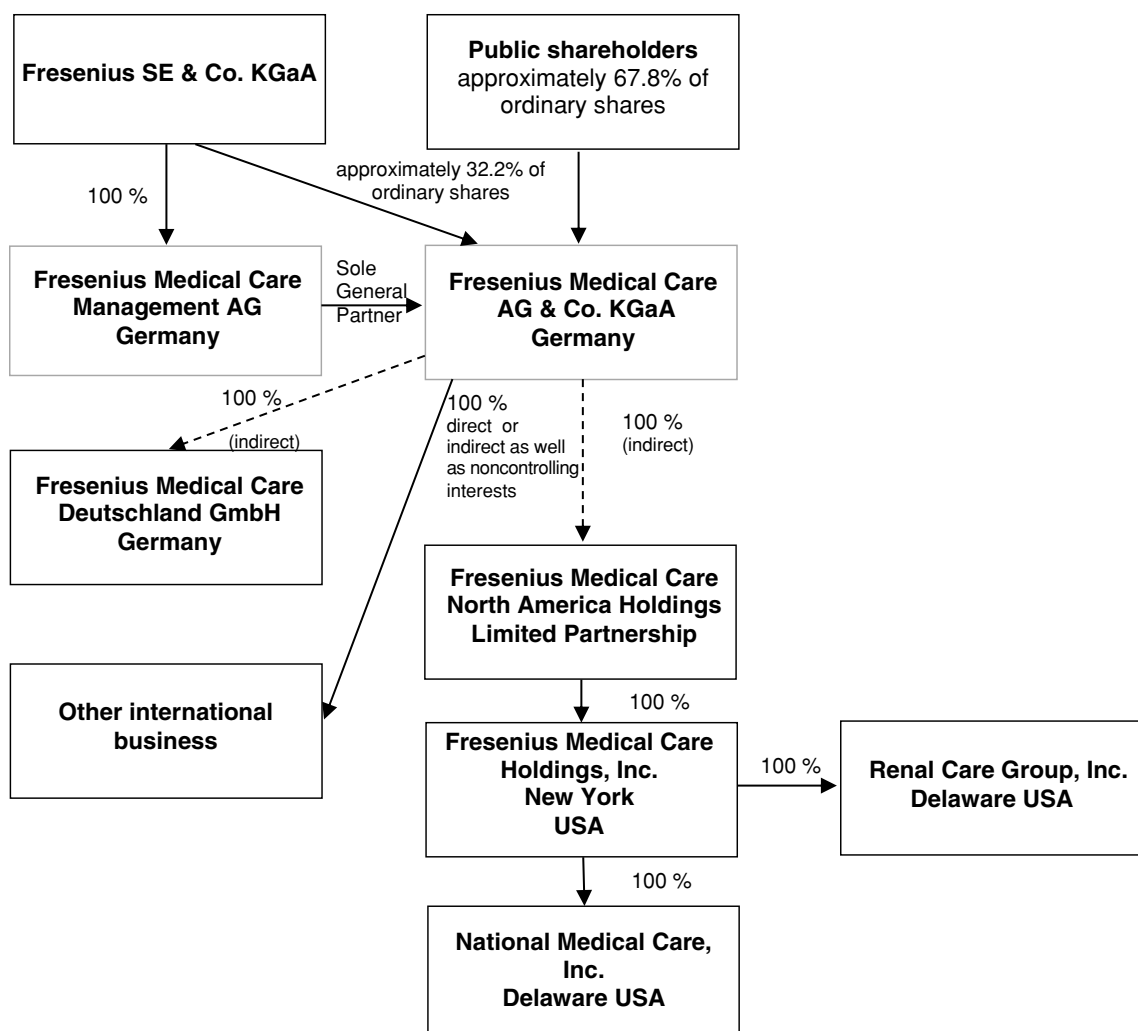 Fresenius SE & Co. KGaA
Public shareholders
approximately 67.8% of
ordinary shares
100 %
approximately 32.2% of
ordinary shares
Fresenius Medical Care
Management AG
Germany
Sole
General
Partner
Fresenius Medical Care
AG & Co. KGaA
Germany
100 %
(indirect)
100 %
direct or
indirect as well
as noncontrolling
interests
100 %
(indirect)
Fresenius Medical Care
Deutschland GmbH
Germany
Fresenius Medical Care
North America Holdings
Limited Partnership
Other international
business
100 %
Fresenius Medical Care
Holdings, Inc.
New York
USA
100 %
Renal Care Group, Inc.
Delaware USA
100 %
National Medical Care,
Inc.
Delaware USA